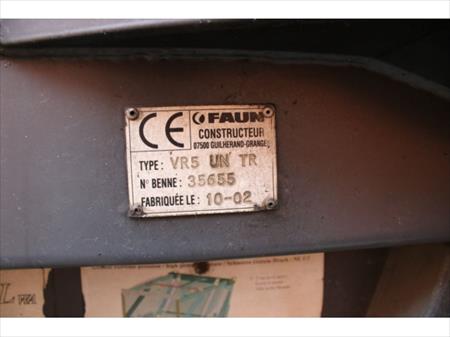 CE
FAUN
CONSTRUCTEUR
07500 GUILHERAND-GRANGES
TYPE : VR5 UN TR
N° BENNE : 35655
FABRIQUÉE LE : 10-02